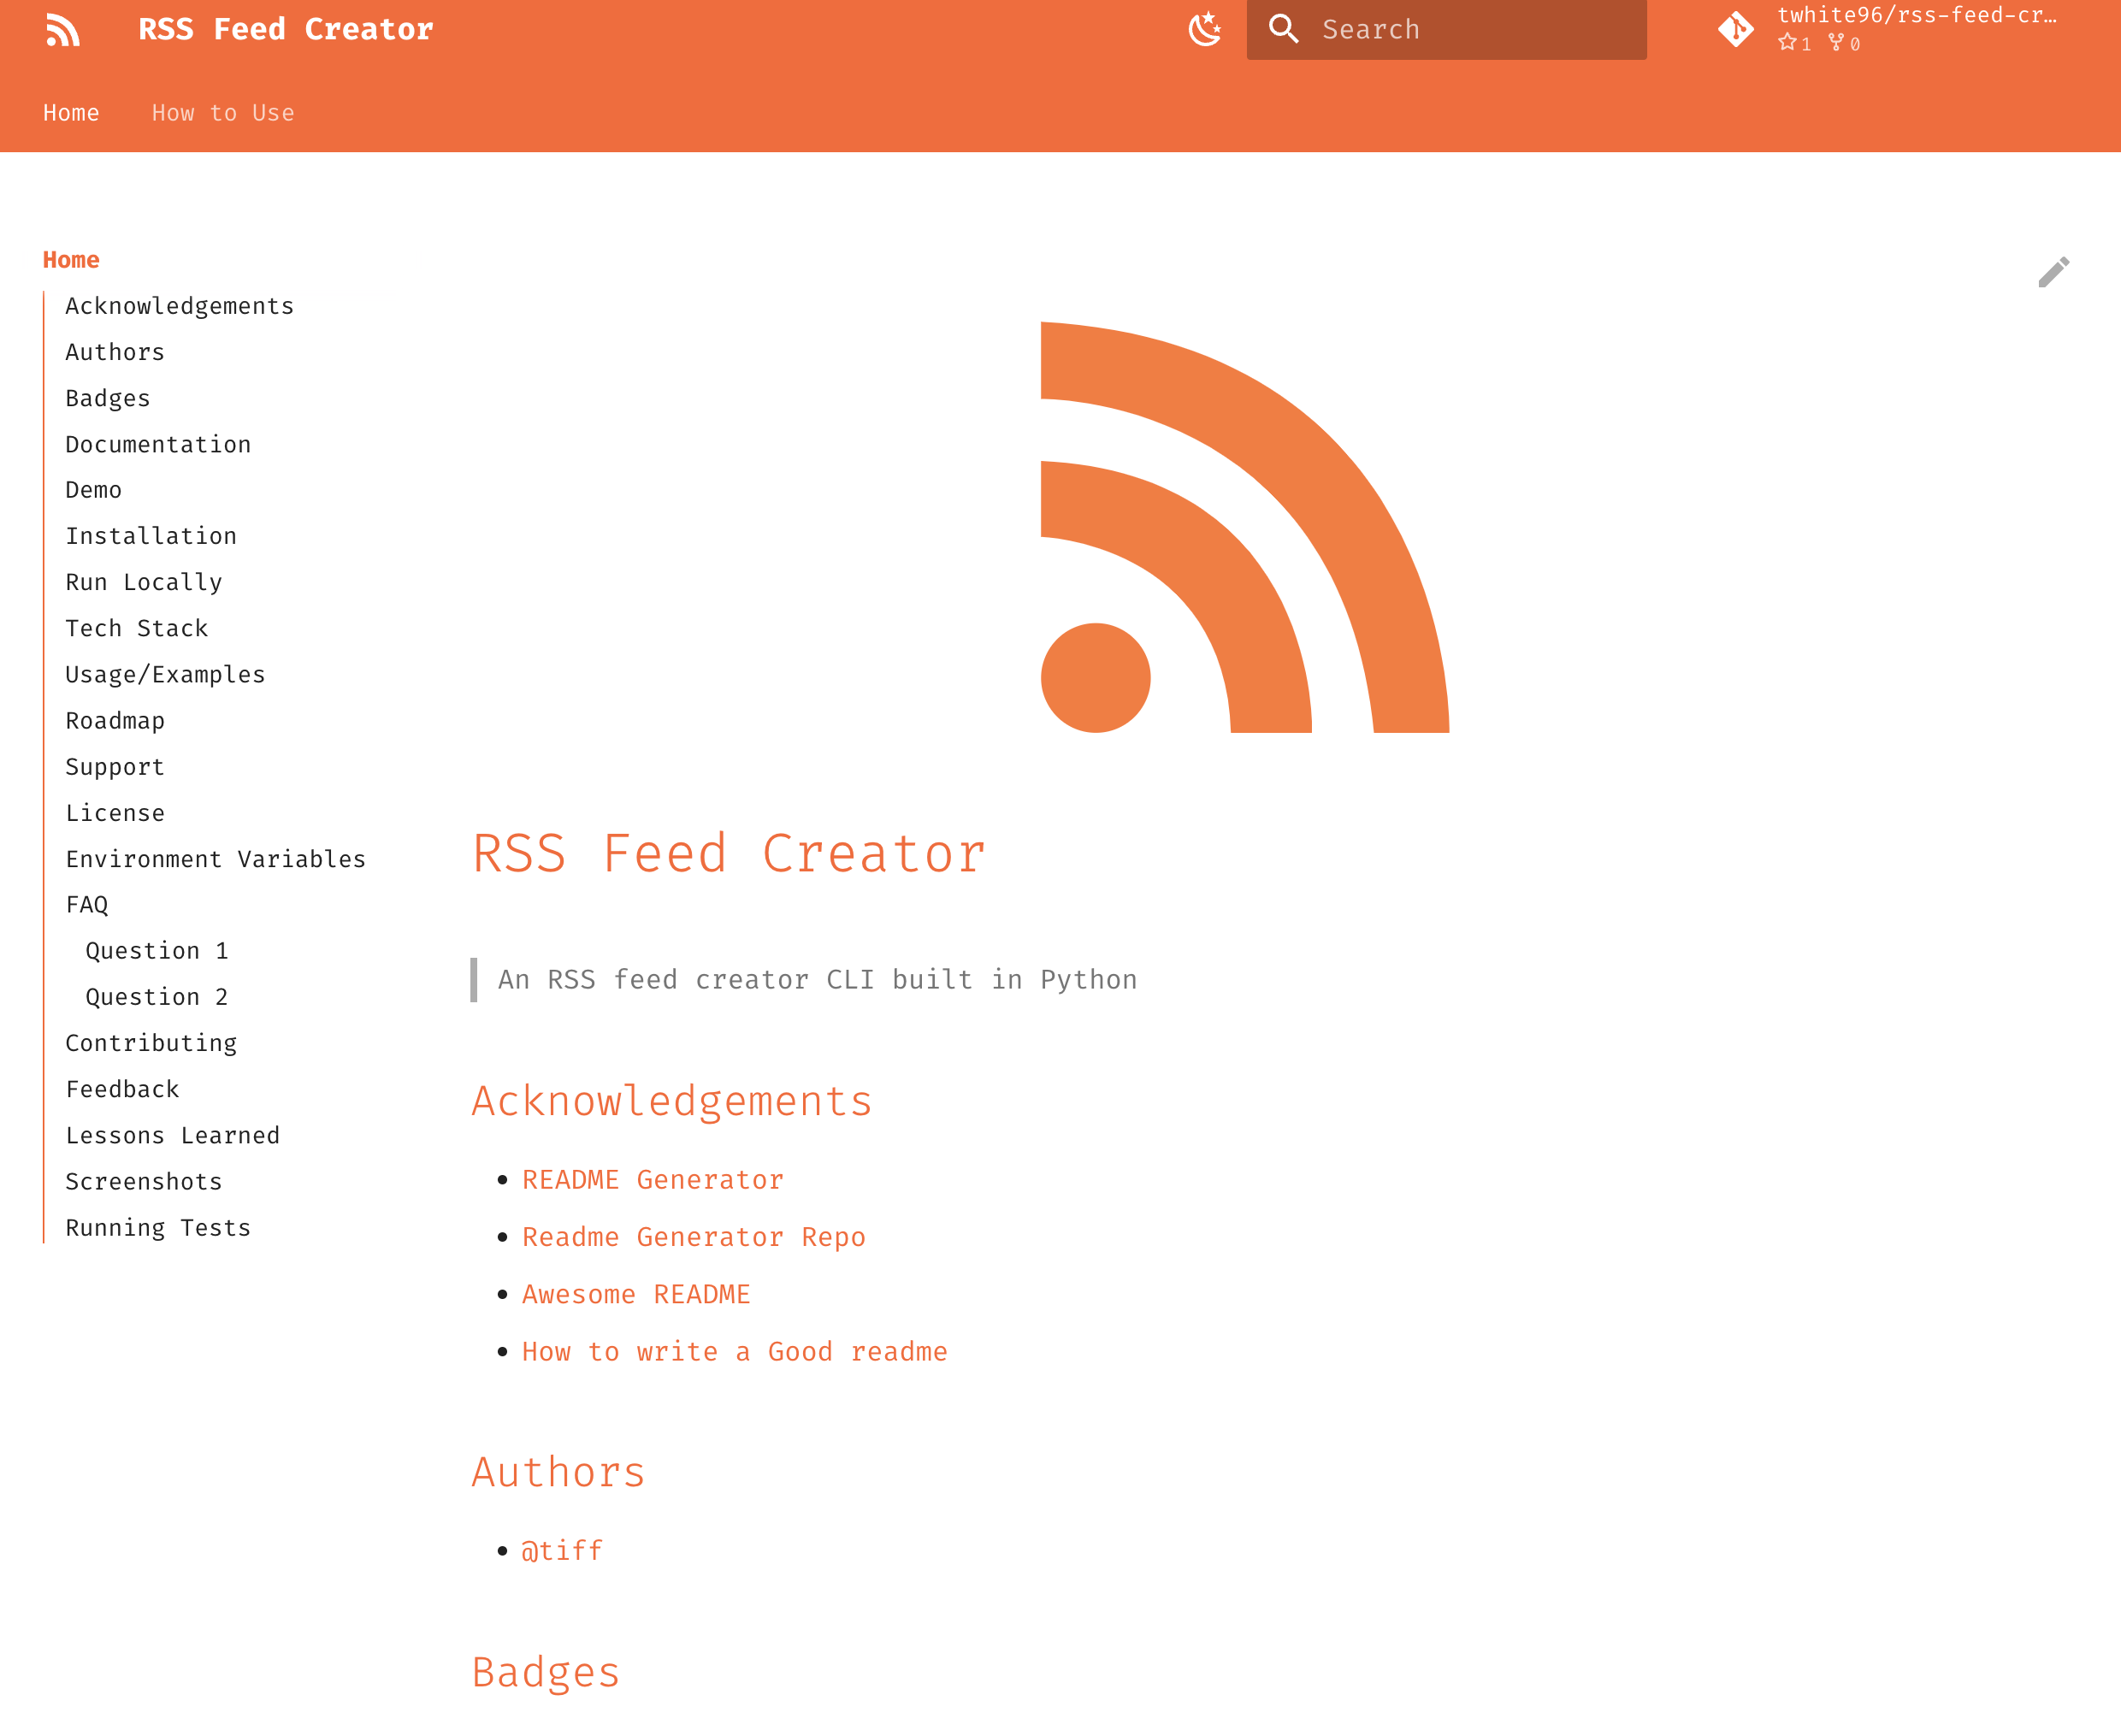 RSS Feed Creator
Search
twhite96/rss-feed-cr…
1 0
Home How to Use
Home
Acknowledgements
Authors
Badges
Documentation
Demo
Installation
Run Locally
Tech Stack
Usage/Examples
Roadmap
Support
License
Environment Variables
FAQ
Question 1
Question 2
Contributing
Feedback
Lessons Learned
Screenshots
Running Tests
RSS Feed Creator
An RSS feed creator CLI built in Python
Acknowledgements
README Generator
Readme Generator Repo
Awesome README
How to write a Good readme
Authors
@tiff
Badges